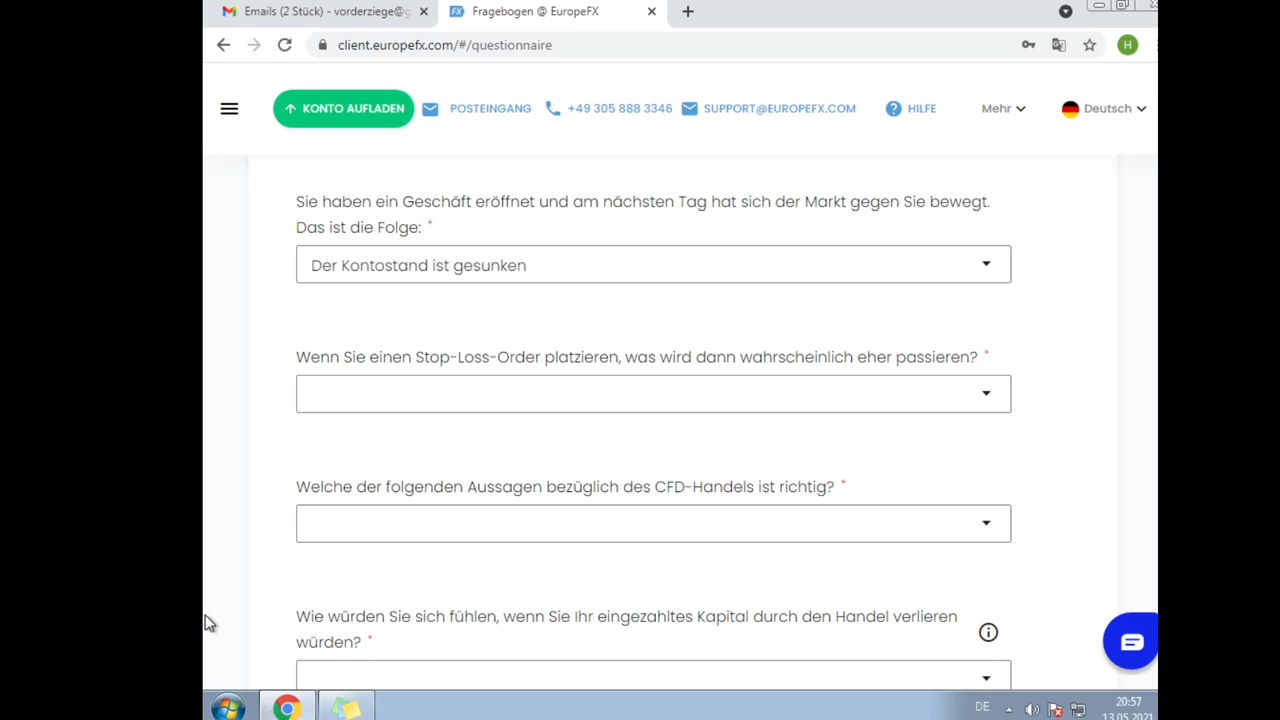 Emails (2 Stück) - vorderziege@g
Fragebogen @ EuropeFX
client.europefx.com/#/questionnaire
H
KONTO AUFLADEN
POSTEINGANG
+49 305 888 3346
SUPPORT@EUROPEFX.COM
HILFE
Mehr
Deutsch
Sie haben ein Geschäft eröffnet und am nächsten Tag hat sich der Markt gegen Sie bewegt.
Das ist die Folge: *
Der Kontostand ist gesunken
Wenn Sie einen Stop-Loss-Order platzieren, was wird dann wahrscheinlich eher passieren? *
Welche der folgenden Aussagen bezüglich des CFD-Handels ist richtig? *
Wie würden Sie sich fühlen, wenn Sie Ihr eingezahltes Kapital durch den Handel verlieren
würden? *
DE
20:57
13.05.2021